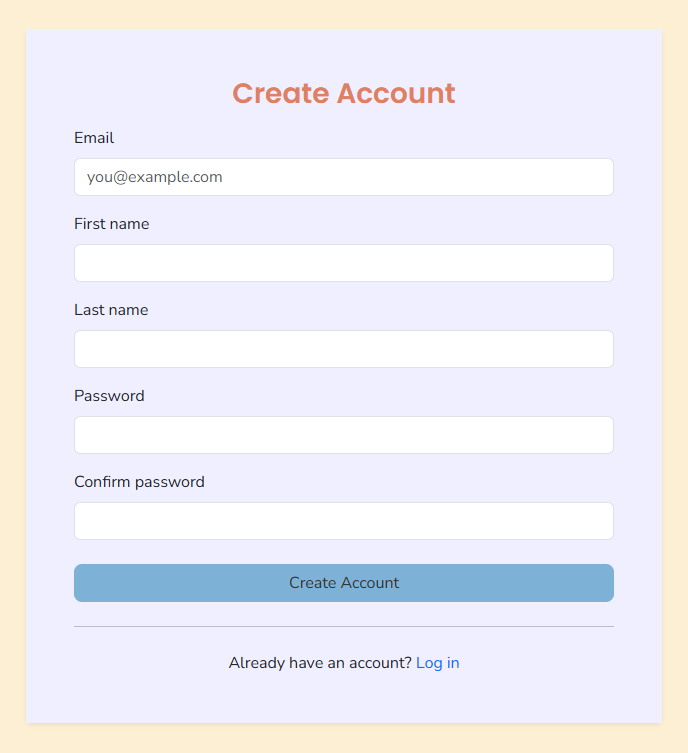 Create Account
Email
you@example.com
First name
Last name
Password
Confirm password
Create Account
Already have an account? Log in